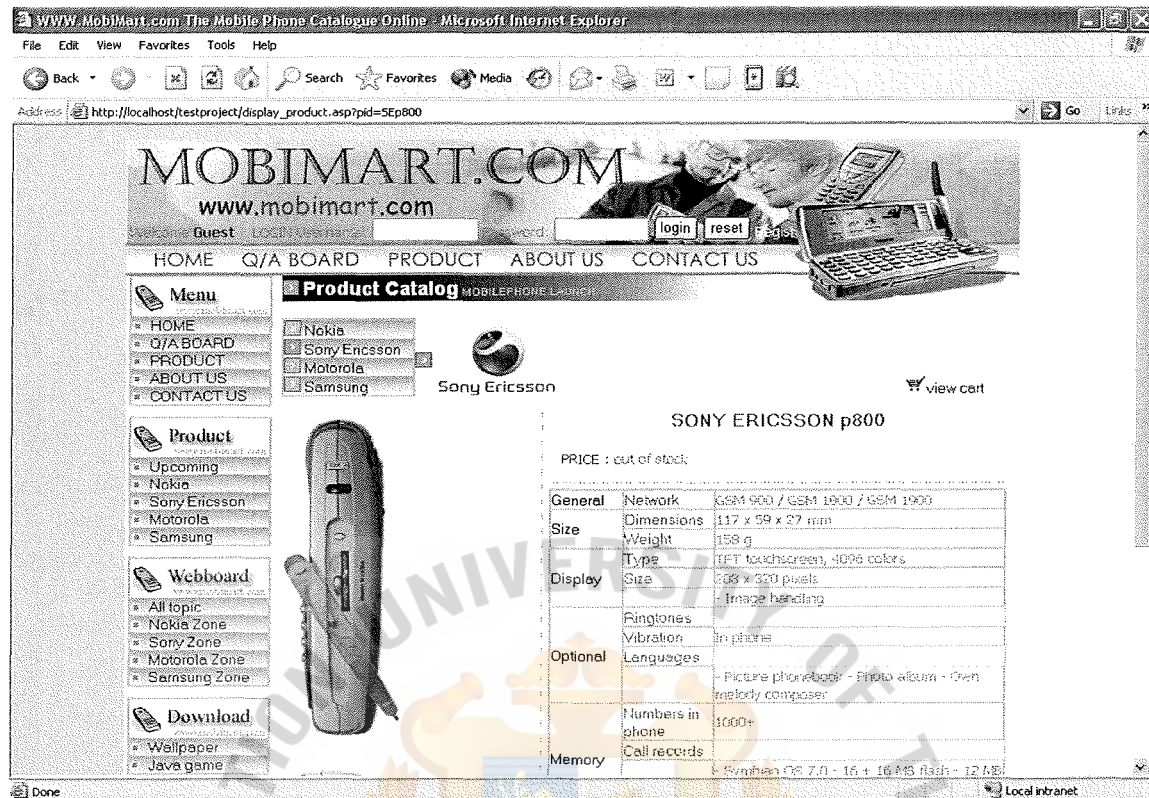 WWW.MobiMart.com The Mobile Phone Catalogue Online - Microsoft Internet Explorer
File Edit View Favorites Tools Help
Back Search Favorites Media
Address http://localhost/testproject/display_product.asp?pid=SEp800 Go Links
MOBIMART.COM
www.mobimart.com
Welcome Guest LOGIN Username login reset
HOME Q/A BOARD PRODUCT ABOUT US CONTACT US
Menu
HOME
Q/A BOARD
PRODUCT
ABOUT US
CONTACT US
Product
Upcoming
Nokia
Sony Ericsson
Motorola
Samsung
Webboard
All topic
Nokia Zone
Sony Zone
Motorola Zone
Samsung Zone
Download
Wallpaper
Java game
Product Catalog MOBILEPHONE LAUNCH
Nokia
Sony Ericsson
Motorola
Samsung
Sony Ericsson
view cart
SONY ERICSSON p800
PRICE : out of stock
General Network GSM 900 / GSM 1800 / GSM 1900
Size Dimensions 117 x 59 x 27 mm
Weight 158 g
Display Type TFT touchscreen, 4096 colors
Size 208 x 320 pixels
- Image handling
Optional Ringtones
Vibration In phone
Languages
- Picture phonebook - Photo album - Own
melody composer
Memory Numbers in
phone 1000+
Call records
- Symbian OS 7.0 - 16 + 16 MB flash - 12 MB
UNIVERSITY OF
Done Local intranet